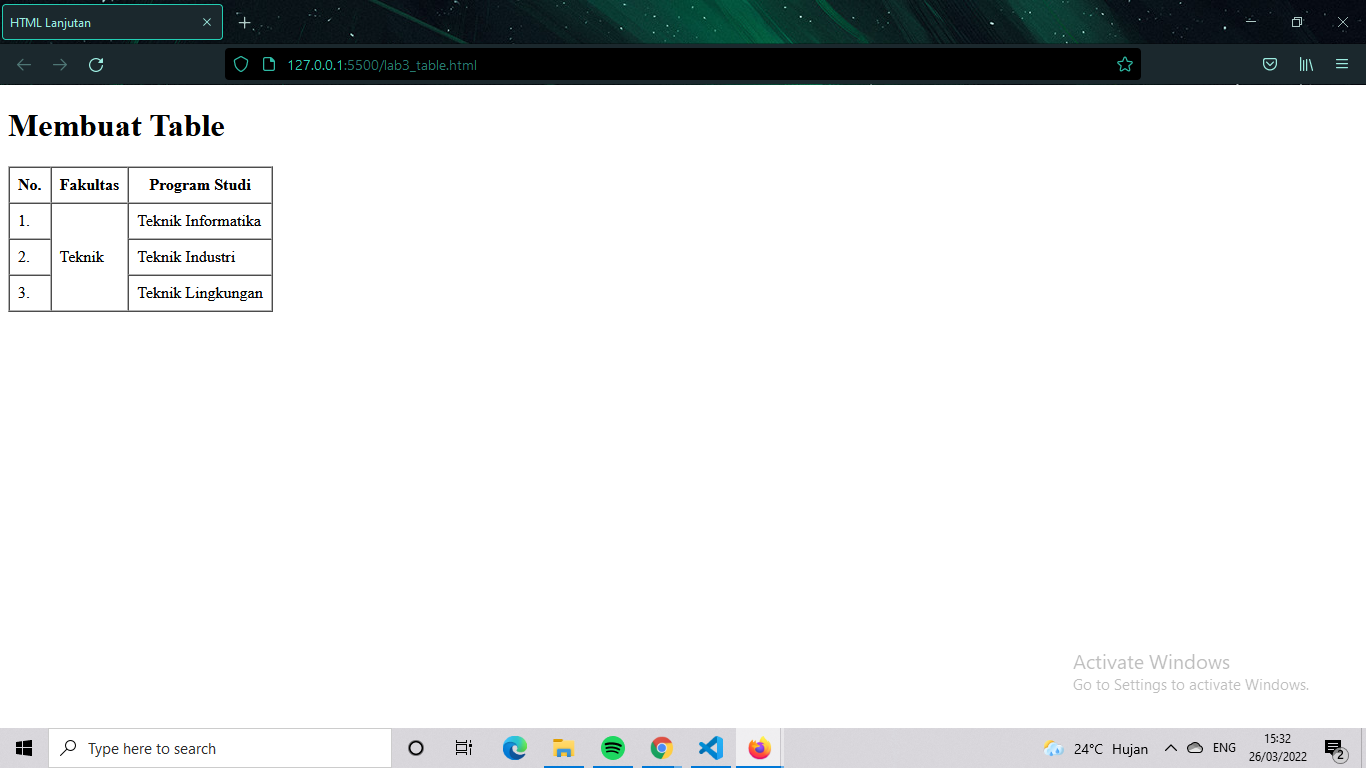 HTML Lanjutan
127.0.0.1:5500/lab3_table.html
Membuat Table
No. Fakultas Program Studi
1. Teknik Informatika
2. Teknik Teknik Industri
3. Teknik Lingkungan
Activate Windows
Go to Settings to activate Windows.
Type here to search
24°C Hujan
ENG
15:32
26/03/2022
2